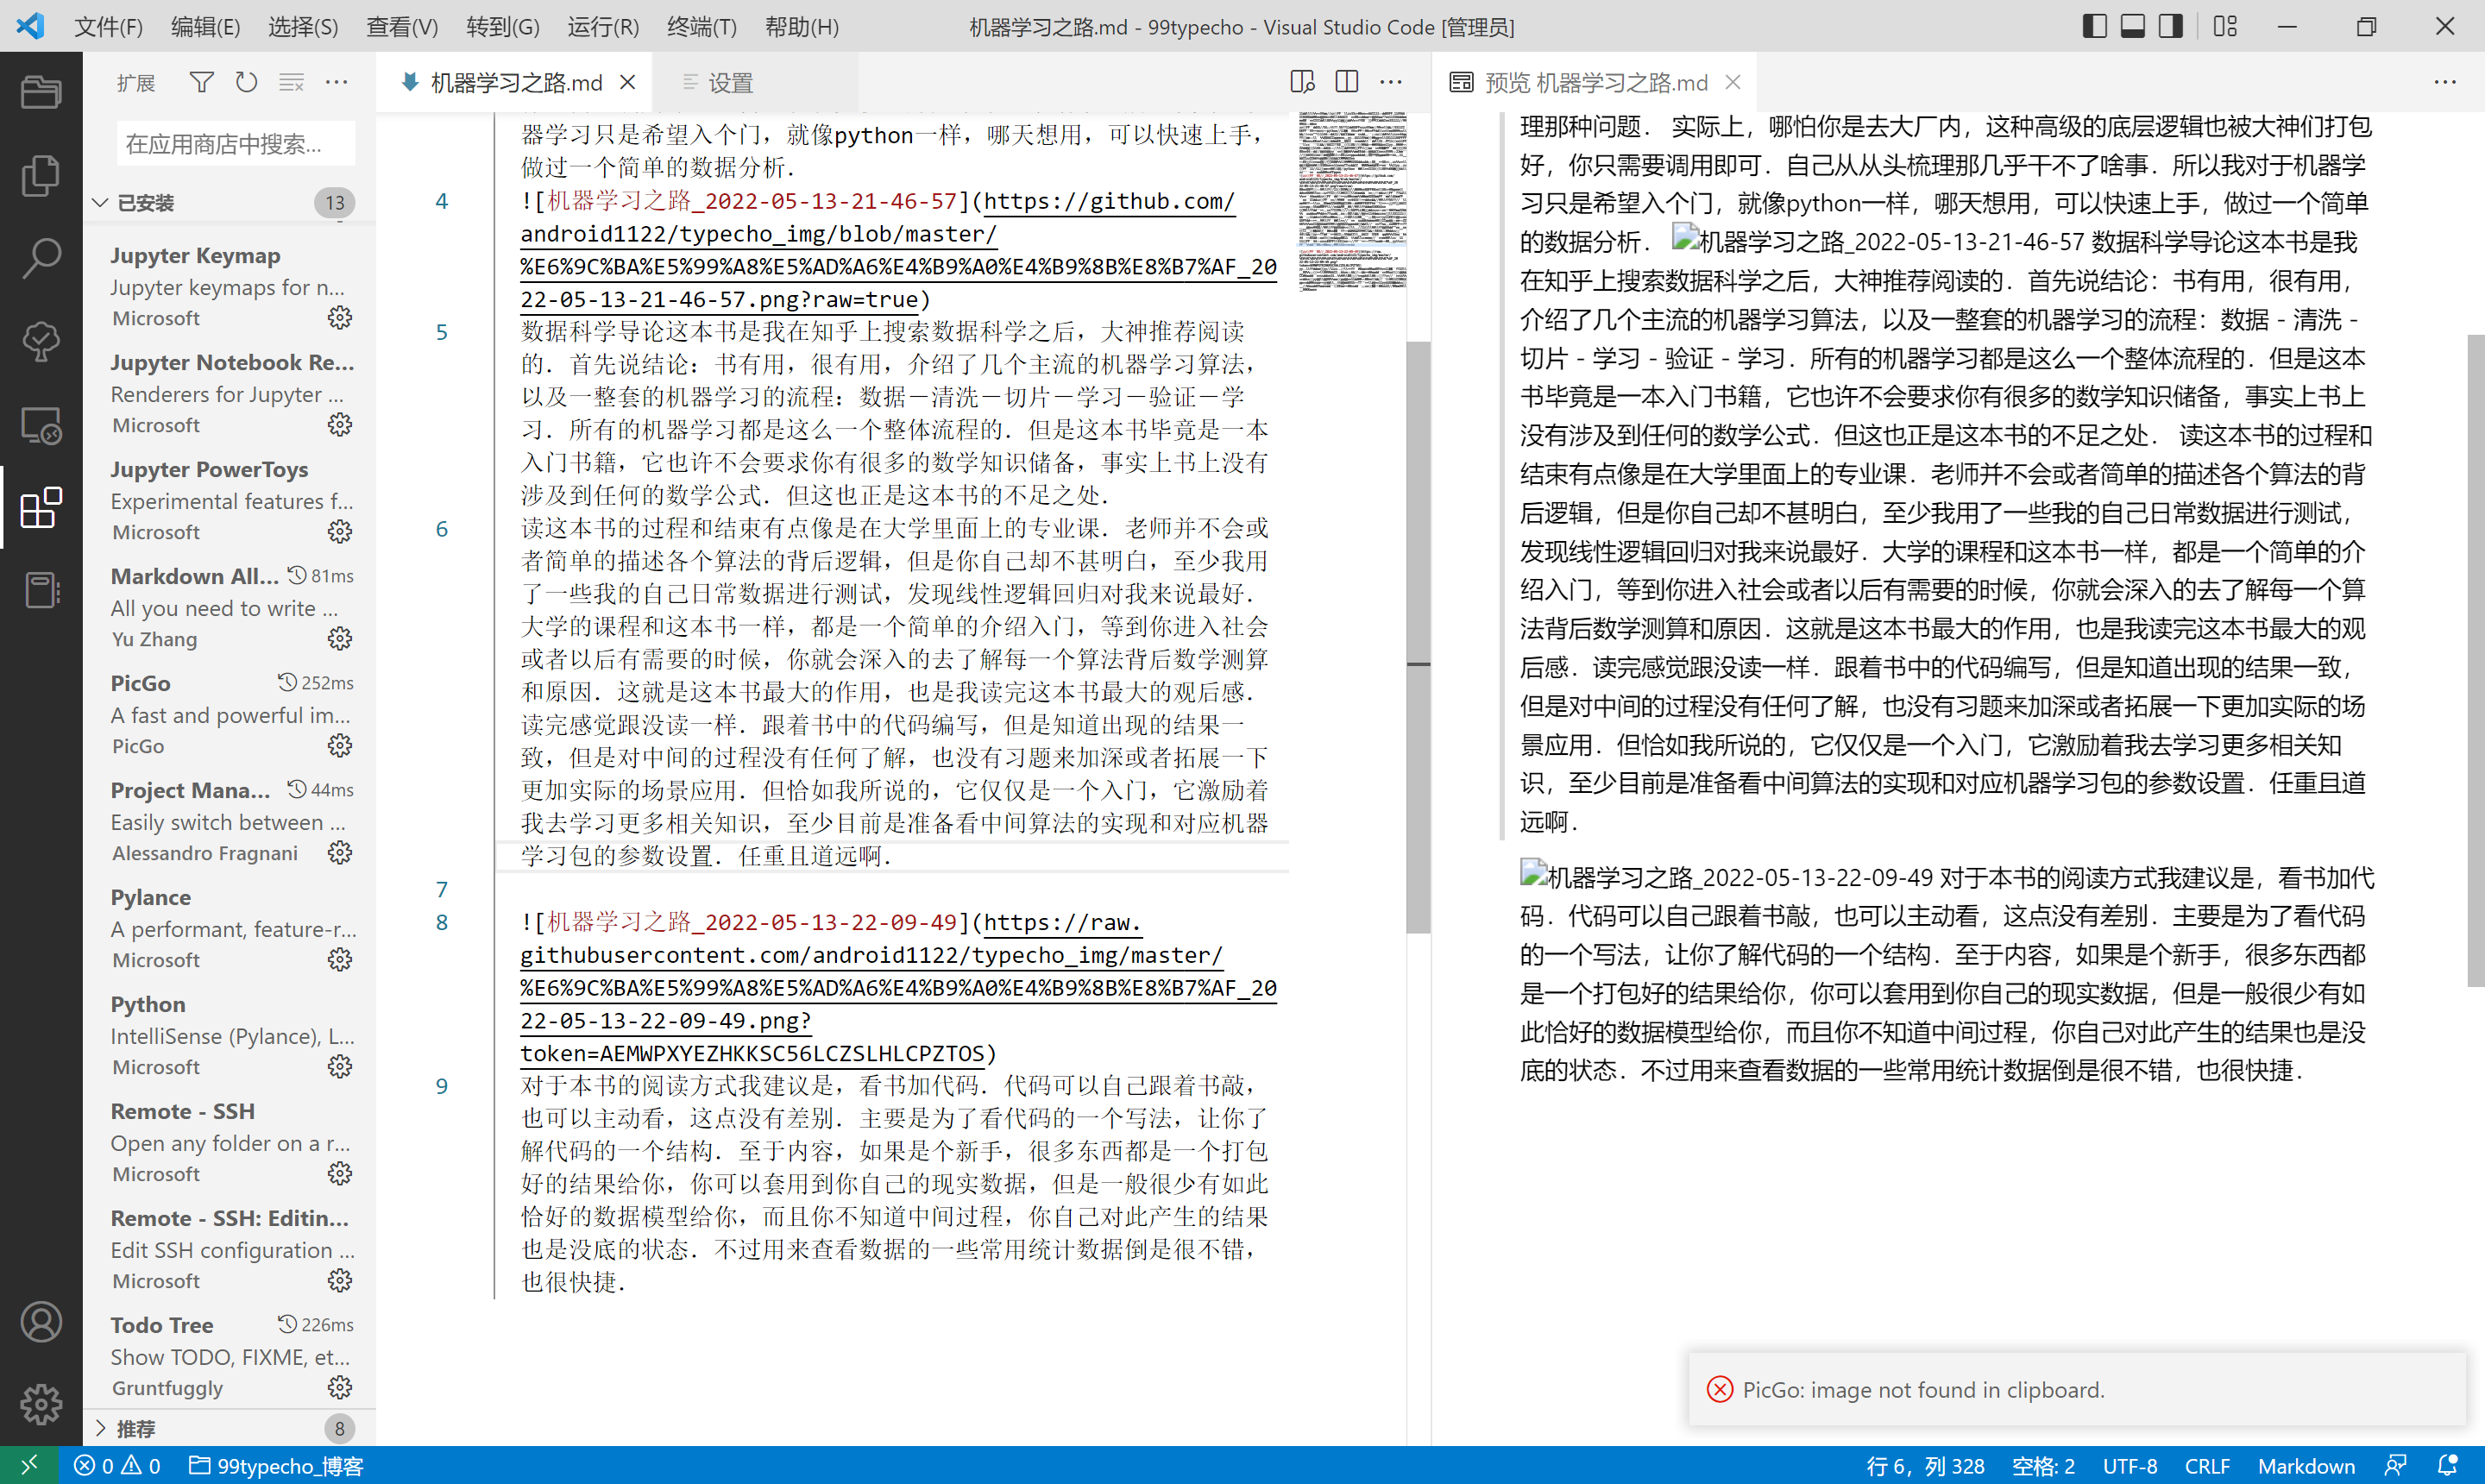 文件(F) 编辑(E) 选择(S) 查看(V) 转到(G) 运行(R) 终端(T) 帮助(H) 机器学习之路.md - 99typecho - Visual Studio Code [管理员]
扩展
在应用商店中搜索...
已安装 13
Jupyter Keymap
Jupyter keymaps for n...
Microsoft
Jupyter Notebook Re...
Renderers for Jupyter ...
Microsoft
Jupyter PowerToys
Experimental features f...
Microsoft
Markdown All... 81ms
All you need to write ...
Yu Zhang
PicGo 252ms
A fast and powerful im...
PicGo
Project Mana... 44ms
Easily switch between ...
Alessandro Fragnani
Pylance
A performant, feature-r...
Microsoft
Python
IntelliSense (Pylance), L...
Microsoft
Remote - SSH
Open any folder on a r...
Microsoft
Remote - SSH: Editin...
Edit SSH configuration ...
Microsoft
Todo Tree 226ms
Show TODO, FIXME, et...
Gruntfuggly
推荐 8
机器学习之路.md 设置
器学习只是希望入个门，就像python一样，哪天想用，可以快速上手，
做过一个简单的数据分析．
4 ![机器学习之路_2022-05-13-21-46-57](https://github.com/
android1122/typecho_img/blob/master/
%E6%9C%BA%E5%99%A8%E5%AD%A6%E4%B9%A0%E4%B9%8B%E8%B7%AF_20
22-05-13-21-46-57.png?raw=true)
5 数据科学导论这本书是我在知乎上搜索数据科学之后，大神推荐阅读
的．首先说结论：书有用，很有用，介绍了几个主流的机器学习算法，
以及一整套的机器学习的流程：数据－清洗－切片－学习－验证－学
习．所有的机器学习都是这么一个整体流程的．但是这本书毕竟是一本
入门书籍，它也许不会要求你有很多的数学知识储备，事实上书上没有
涉及到任何的数学公式．但这也正是这本书的不足之处．
6 读这本书的过程和结束有点像是在大学里面上的专业课．老师并不会或
者简单的描述各个算法的背后逻辑，但是你自己却不甚明白，至少我用
了一些我的自己日常数据进行测试，发现线性逻辑回归对我来说最好．
大学的课程和这本书一样，都是一个简单的介绍入门，等到你进入社会
或者以后有需要的时候，你就会深入的去了解每一个算法背后数学测算
和原因．这就是这本书最大的作用，也是我读完这本书最大的观后感．
读完感觉跟没读一样．跟着书中的代码编写，但是知道出现的结果一
致，但是对中间的过程没有任何了解，也没有习题来加深或者拓展一下
更加实际的场景应用．但恰如我所说的，它仅仅是一个入门，它激励着
我去学习更多相关知识，至少目前是准备看中间算法的实现和对应机器
学习包的参数设置．任重且道远啊．
7
8 ![机器学习之路_2022-05-13-22-09-49](https://raw.
githubusercontent.com/android1122/typecho_img/master/
%E6%9C%BA%E5%99%A8%E5%AD%A6%E4%B9%A0%E4%B9%8B%E8%B7%AF_20
22-05-13-22-09-49.png?
token=AEMWPXYEZHKKSC56LCZSLHLCPZTOS)
9 对于本书的阅读方式我建议是，看书加代码．代码可以自己跟着书敲，
也可以主动看，这点没有差别．主要是为了看代码的一个写法，让你了
解代码的一个结构．至于内容，如果是个新手，很多东西都是一个打包
好的结果给你，你可以套用到你自己的现实数据，但是一般很少有如此
恰好的数据模型给你，而且你不知道中间过程，你自己对此产生的结果
也是没底的状态．不过用来查看数据的一些常用统计数据倒是很不错，
也很快捷．
预览 机器学习之路.md
理那种问题． 实际上，哪怕你是去大厂内，这种高级的底层逻辑也被大神们打包
好，你只需要调用即可．自己从从头梳理那几乎干不了啥事．所以我对于机器学
习只是希望入个门，就像python一样，哪天想用，可以快速上手，做过一个简单
的数据分析． 机器学习之路_2022-05-13-21-46-57 数据科学导论这本书是我
在知乎上搜索数据科学之后，大神推荐阅读的．首先说结论：书有用，很有用，
介绍了几个主流的机器学习算法，以及一整套的机器学习的流程：数据－清洗－
切片－学习－验证－学习．所有的机器学习都是这么一个整体流程的．但是这本
书毕竟是一本入门书籍，它也许不会要求你有很多的数学知识储备，事实上书上
没有涉及到任何的数学公式．但这也正是这本书的不足之处． 读这本书的过程和
结束有点像是在大学里面上的专业课．老师并不会或者简单的描述各个算法的背
后逻辑，但是你自己却不甚明白，至少我用了一些我的自己日常数据进行测试，
发现线性逻辑回归对我来说最好．大学的课程和这本书一样，都是一个简单的介
绍入门，等到你进入社会或者以后有需要的时候，你就会深入的去了解每一个算
法背后数学测算和原因．这就是这本书最大的作用，也是我读完这本书最大的观
后感．读完感觉跟没读一样．跟着书中的代码编写，但是知道出现的结果一致，
但是对中间的过程没有任何了解，也没有习题来加深或者拓展一下更加实际的场
景应用．但恰如我所说的，它仅仅是一个入门，它激励着我去学习更多相关知
识，至少目前是准备看中间算法的实现和对应机器学习包的参数设置．任重且道
远啊．
机器学习之路_2022-05-13-22-09-49 对于本书的阅读方式我建议是，看书加代
码．代码可以自己跟着书敲，也可以主动看，这点没有差别．主要是为了看代码
的一个写法，让你了解代码的一个结构．至于内容，如果是个新手，很多东西都
是一个打包好的结果给你，你可以套用到你自己的现实数据，但是一般很少有如
此恰好的数据模型给你，而且你不知道中间过程，你自己对此产生的结果也是没
底的状态．不过用来查看数据的一些常用统计数据倒是很不错，也很快捷．
PicGo: image not found in clipboard.
0 0 99typecho_博客 行 6，列 328 空格: 2 UTF-8 CRLF Markdown